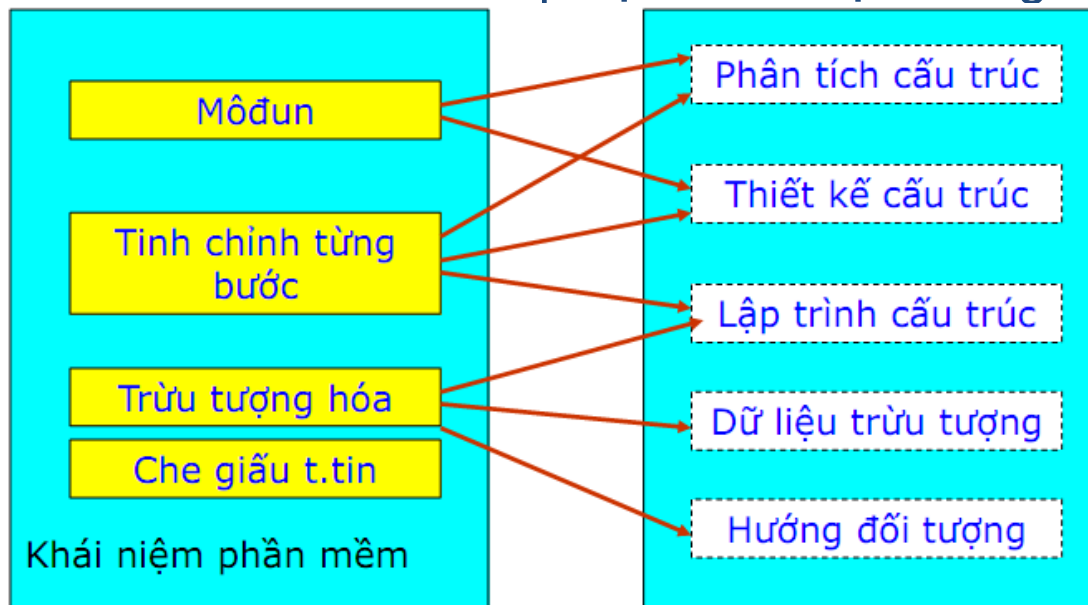 Môđun
Tinh chỉnh từng
bước
Trừu tượng hóa
Che giấu t.tin
Khái niệm phần mềm
Phân tích cấu trúc
Thiết kế cấu trúc
Lập trình cấu trúc
Dữ liệu trừu tượng
Hướng đối tượng